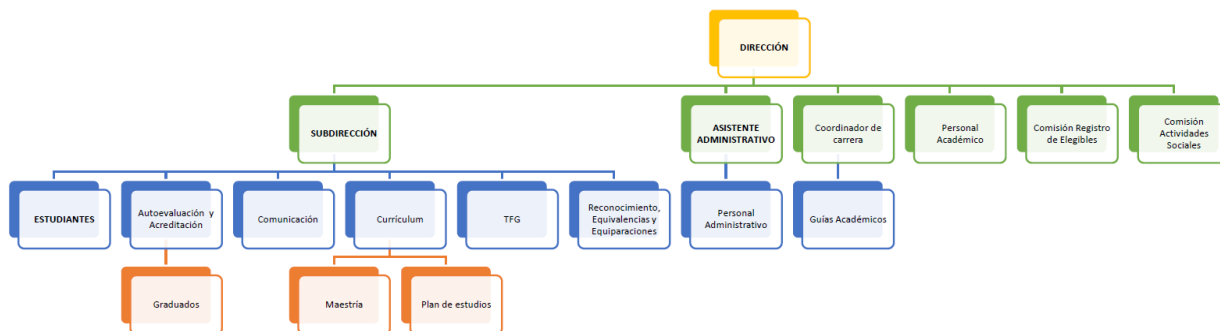 DIRECCIÓN
SUBDIRECCIÓN
ASISTENTE
ADMINISTRATIVO
Coordinador de
carrera
Personal
Académico
Comisión Registro
de Elegibles
Comisión
Actividades
Sociales
ESTUDIANTES
Autoevaluación y
Acreditación
Comunicación
Currículum
TFG
Reconocimiento,
Equivalencias y
Equiparaciones
Personal
Administrativo
Guías Académicos
Graduados
Maestría
Plan de estudios